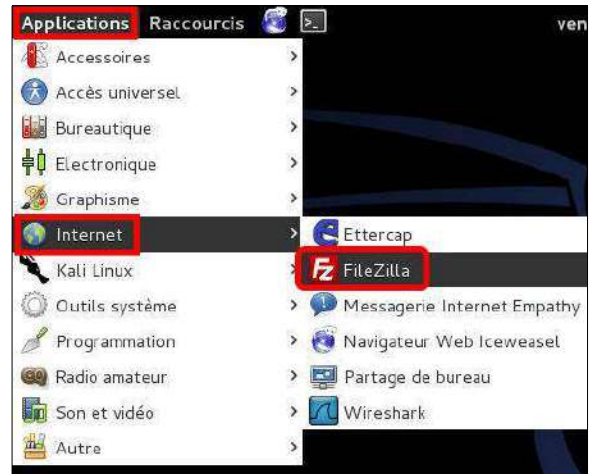 Applications Raccourcis ven
Accessoires
Accès universel
Bureautique
Electronique
Graphisme
Internet
Ettercap
Kali Linux
FileZilla
Outils système
Messagerie Internet Empathy
Programmation
Navigateur Web Iceweasel
Radio amateur
Partage de bureau
Son et vidéo
Wireshark
Autre